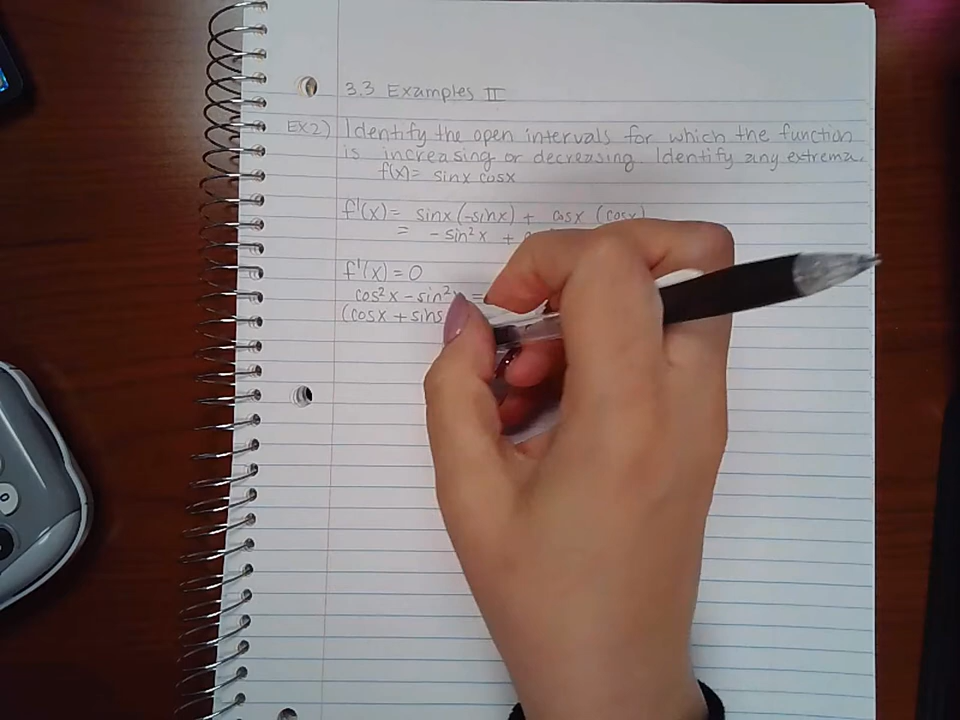 3.3 Examples II
EX2) Identify the open intervals for which the function
is increasing or decreasing. Identify any extrema.
f(x) = sinx cosx
f'(x) = sinx(-sinx) + cosx (cosx)
= -sin²x +
f'(x) = 0
cos²x - sin²x =
(cosx + sin